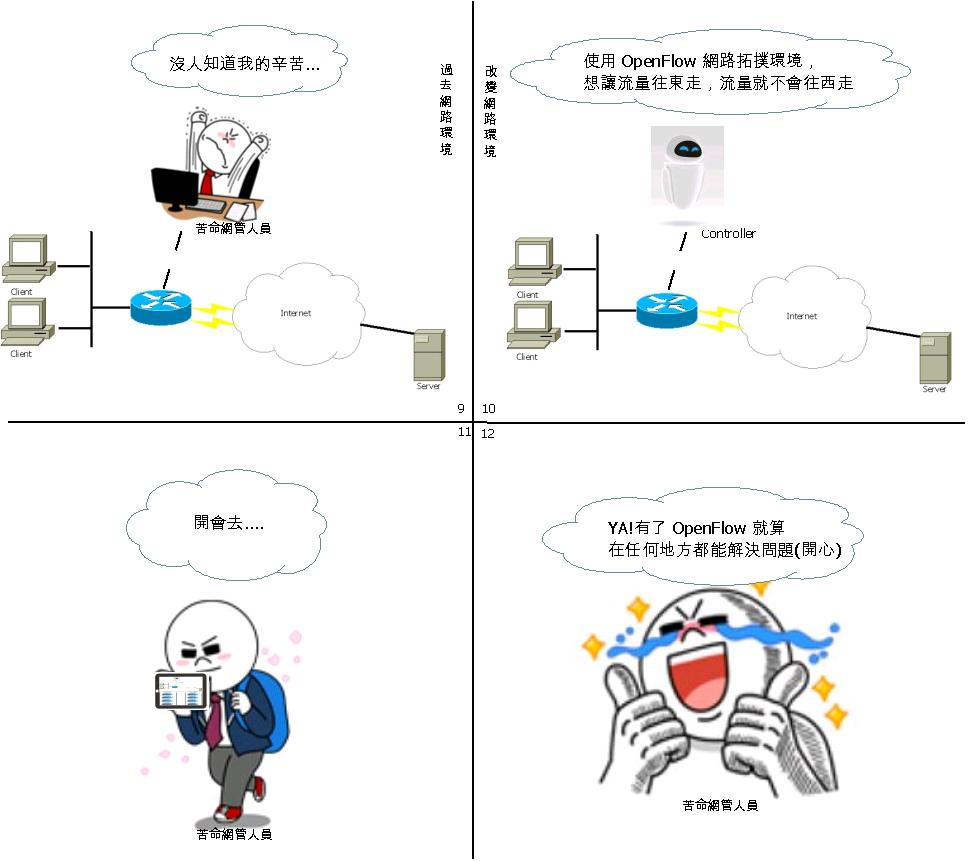 沒人知道我的辛苦...
過去網路環境
苦命網管人員
Client
Client
Internet
Server
9
改變網路環境
使用 OpenFlow 網路拓撲環境，
想讓流量往東走，流量就不會往西走
Controller
Client
Client
Internet
Server
10
11
開會去....
苦命網管人員
12
YA!有了 OpenFlow 就算
在任何地方都能解決問題(開心)
苦命網管人員